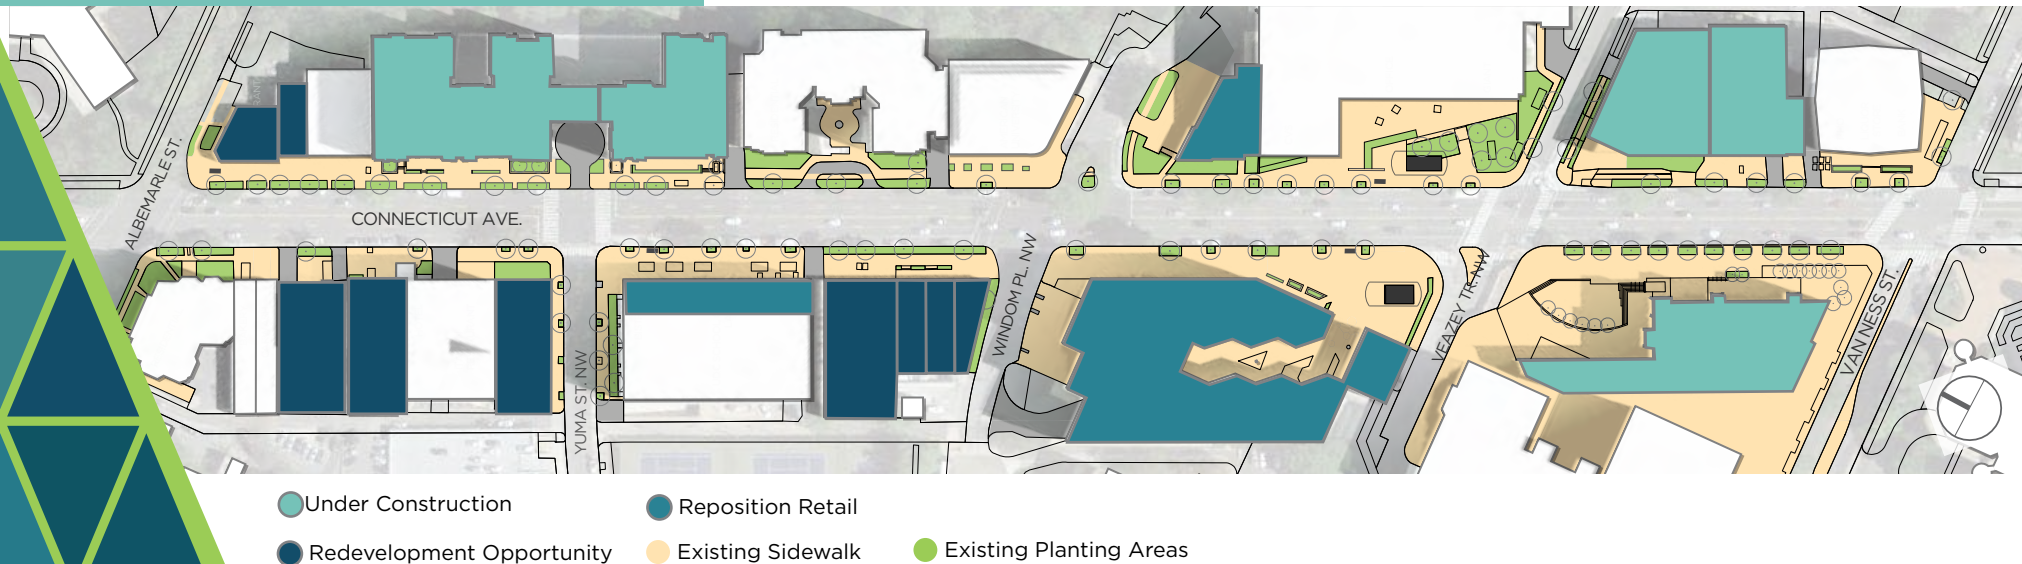 ALBEMARLE ST.
CONNECTICUT AVE.
YUMA ST. NW
WINDOM PL. NW
VEAZEY TR. NW
VAN NESS ST.
Under Construction
Reposition Retail
Redevelopment Opportunity
Existing Sidewalk
Existing Planting Areas